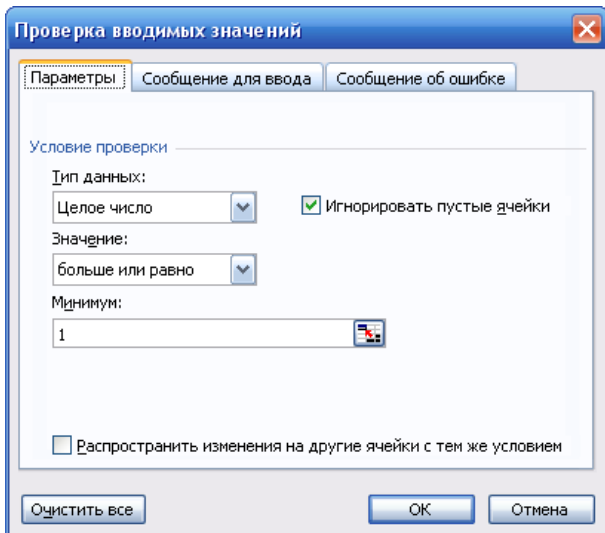 Проверка вводимых значений
Параметры Сообщение для ввода Сообщение об ошибке
Условие проверки
Тип данных:
Целое число Игнорировать пустые ячейки
Значение:
больше или равно
Минимум:
1
Распространить изменения на другие ячейки с тем же условием
Очистить все ОК Отмена